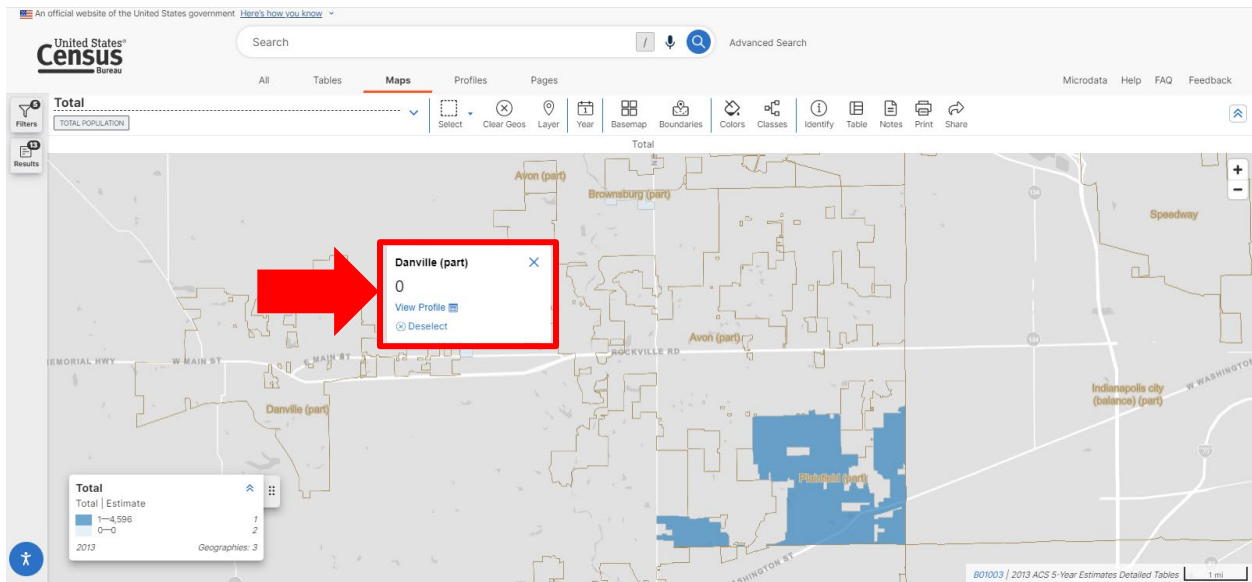 An official website of the United States government Here's how you know
United States®
Census
Bureau
Search
/
Advanced Search
All Tables Maps Profiles Pages
Microdata Help FAQ Feedback
5
Filters
13
Results
Total
TOTAL POPULATION
Select Clear Geos Layer Year Basemap Boundaries Colors Classes Identify Table Notes Print Share
Total
+
−
Avon (part)
Brownsburg (part)
Speedway
Danville (part)
0
View Profile
Deselect
Avon (part)
ROCKVILLE RD
W MAIN ST
E MAIN ST
Indianapolis city
(balance) (part)
Danville (part)
Plainfield (part)
Total
Total | Estimate
1—4,596 1
0—0 2
2013 Geographies: 3
B01003 | 2013 ACS 5-Year Estimates Detailed Tables
1 mi